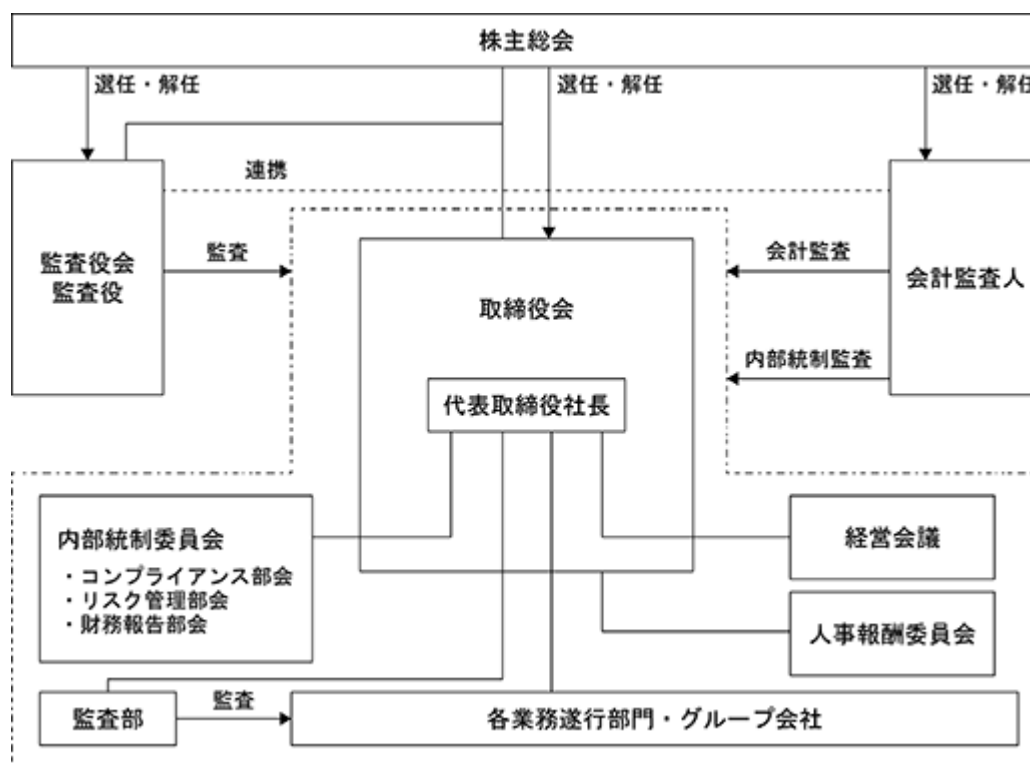 株主総会
選任・解任
選任・解任
選任・解任
連携
監査役会
監査役
監査
取締役会
会計監査
会計監査人
内部統制監査
代表取締役社長
内部統制委員会
・コンプライアンス部会
・リスク管理部会
・財務報告部会
経営会議
人事報酬委員会
監査部
監査
各業務遂行部門・グループ会社